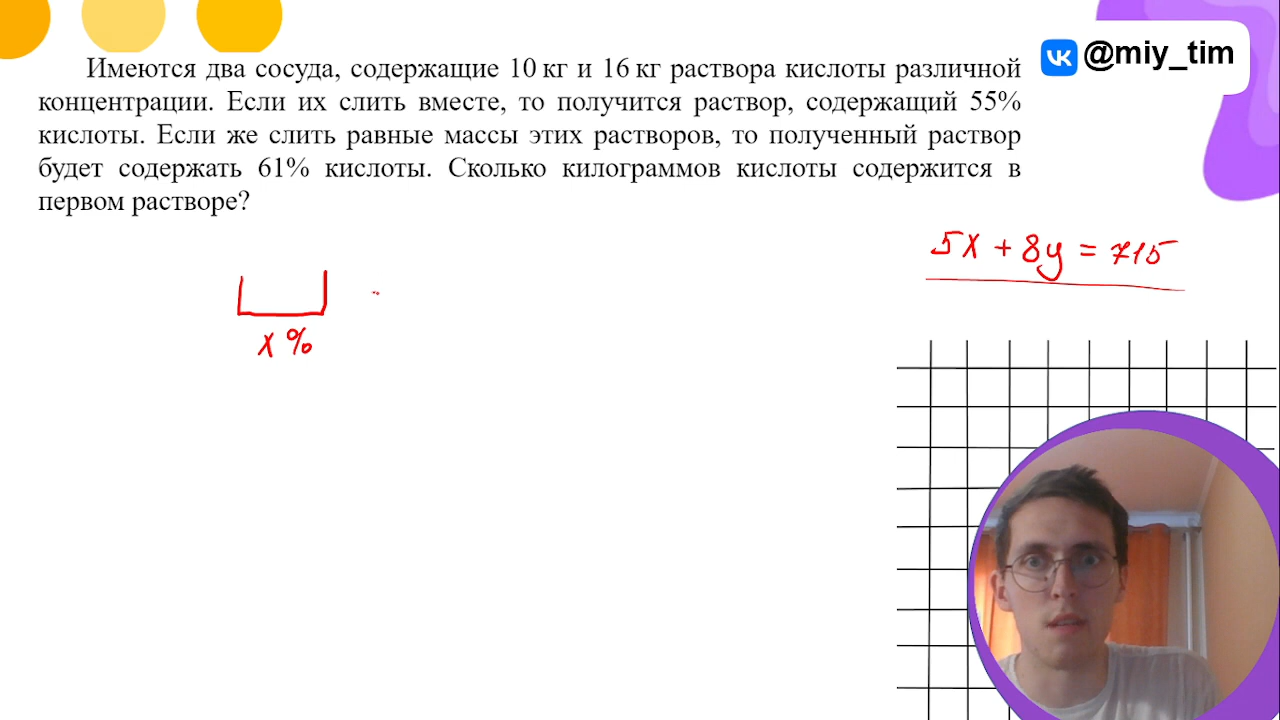 @miy_tim
Имеются два сосуда, содержащие 10 кг и 16 кг раствора кислоты различной
концентрации. Если их слить вместе, то получится раствор, содержащий 55%
кислоты. Если же слить равные массы этих растворов, то полученный раствор
будет содержать 61% кислоты. Сколько килограммов кислоты содержится в
первом растворе?
5x + 8y = 715
x %